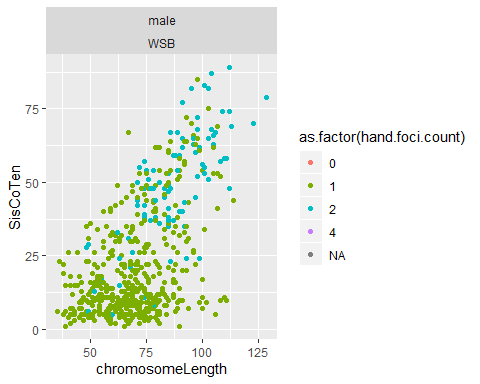 male
WSB
SisCoTen
75
50
25
0
50
75
100
125
chromosomeLength
as.factor(hand.foci.count)
0
1
2
4
NA